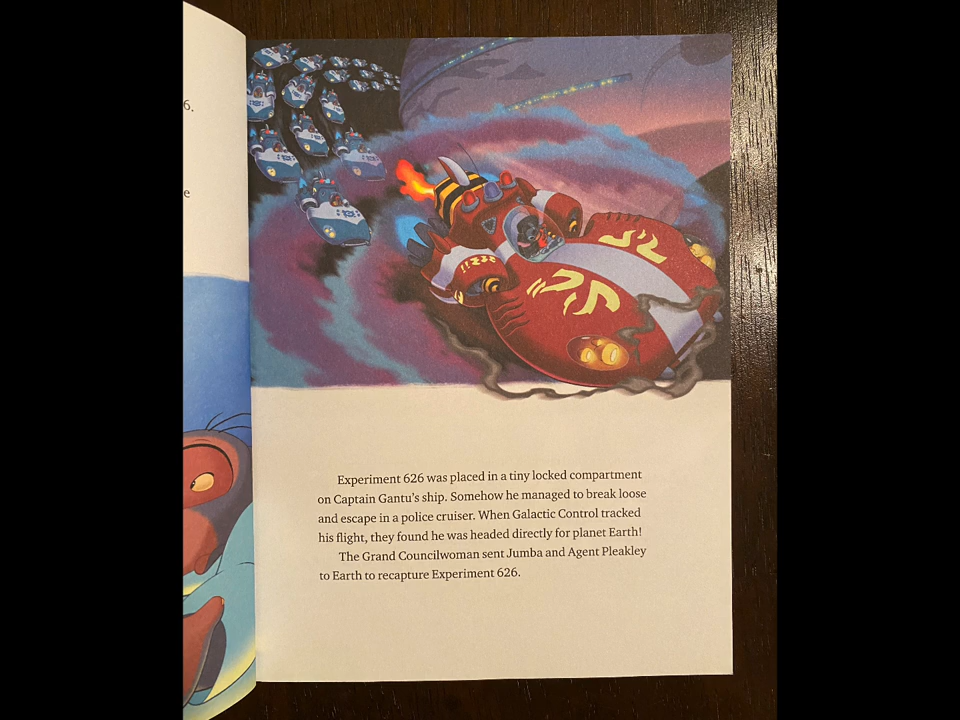 6.
e
Experiment 626 was placed in a tiny locked compartment
on Captain Gantu's ship. Somehow he managed to break loose
and escape in a police cruiser. When Galactic Control tracked
his flight, they found he was headed directly for planet Earth!
The Grand Councilwoman sent Jumba and Agent Pleakley
to Earth to recapture Experiment 626.